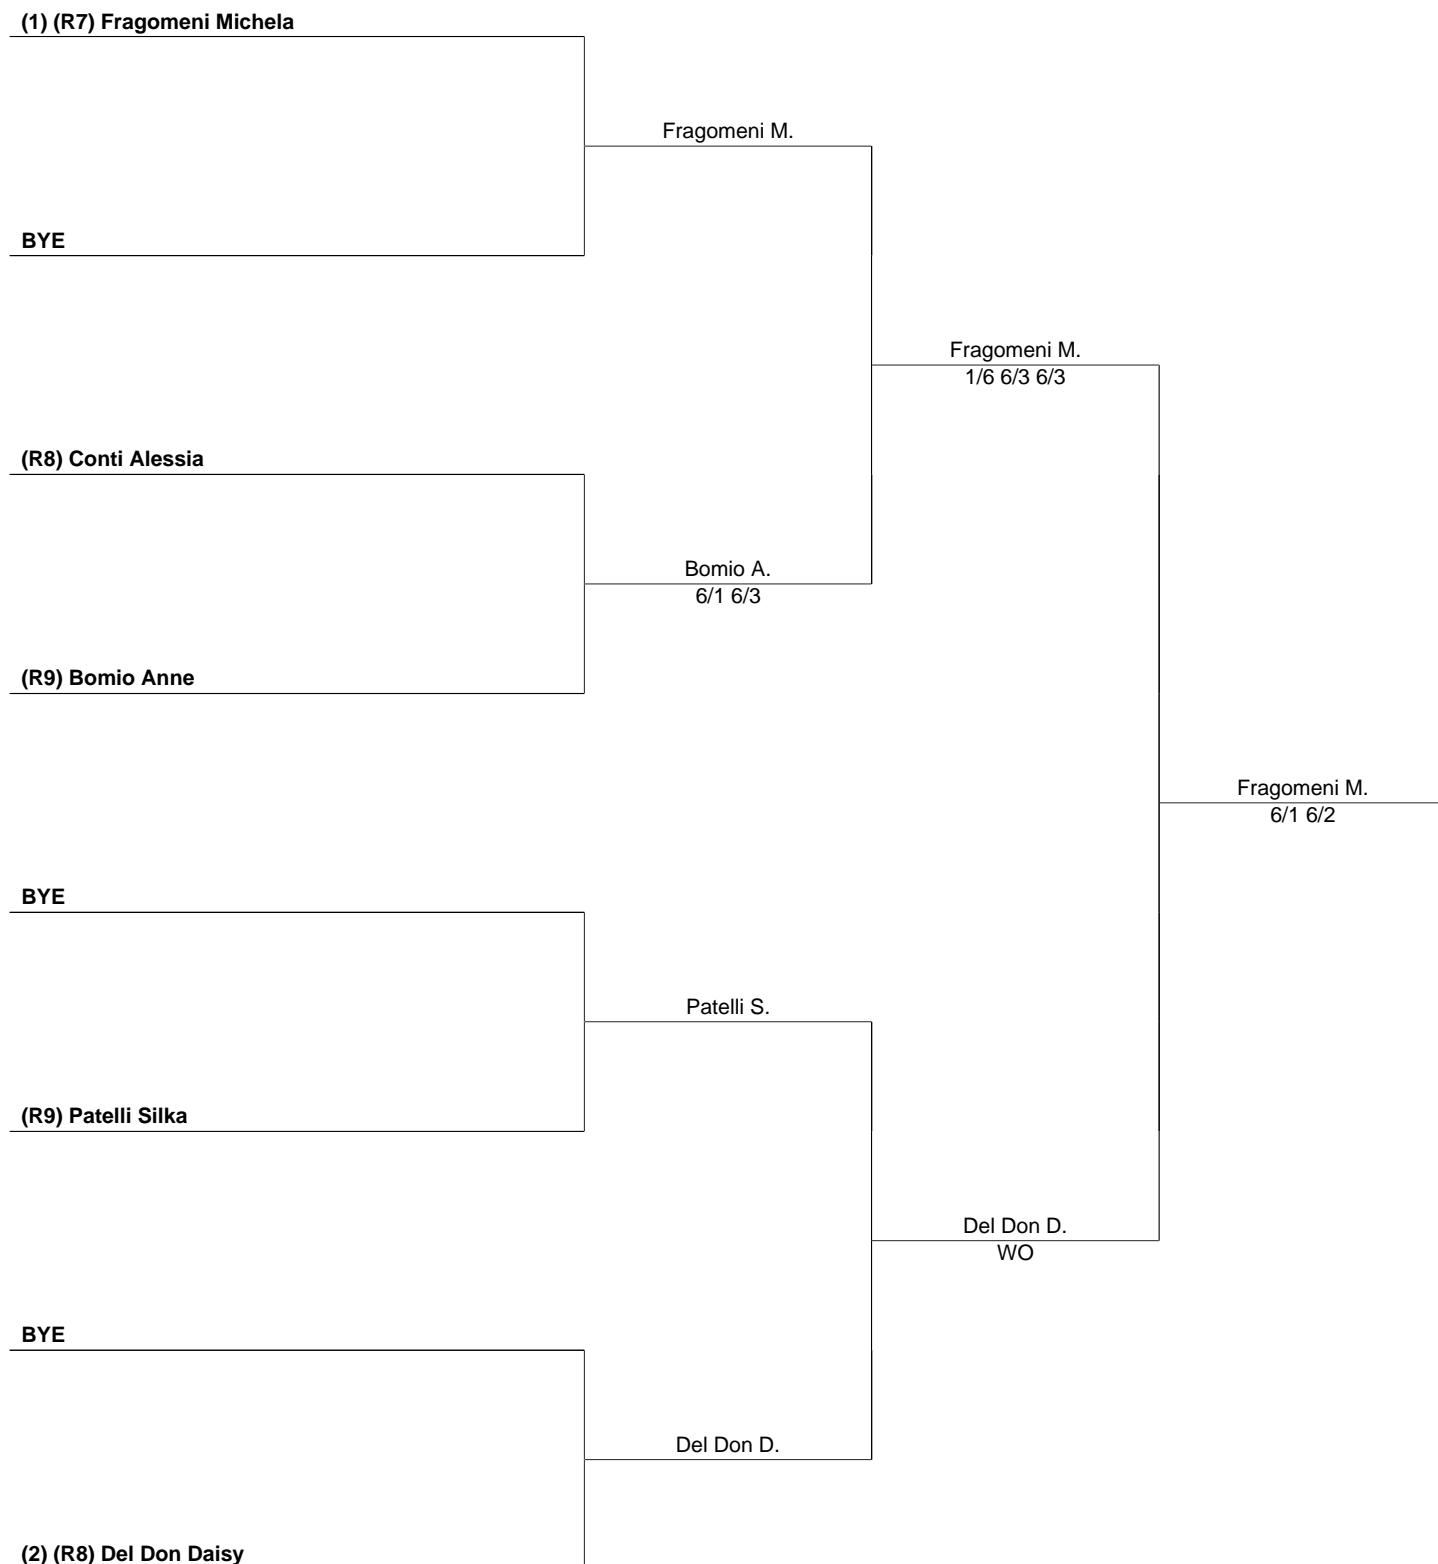 (1) (R7) Fragomeni Michela
Fragomeni M.
BYE
Fragomeni M.
1/6 6/3 6/3
(R8) Conti Alessia
Bomio A.
6/1 6/3
(R9) Bomio Anne
Fragomeni M.
6/1 6/2
BYE
Patelli S.
(R9) Patelli Silka
Del Don D.
WO
BYE
Del Don D.
(2) (R8) Del Don Daisy